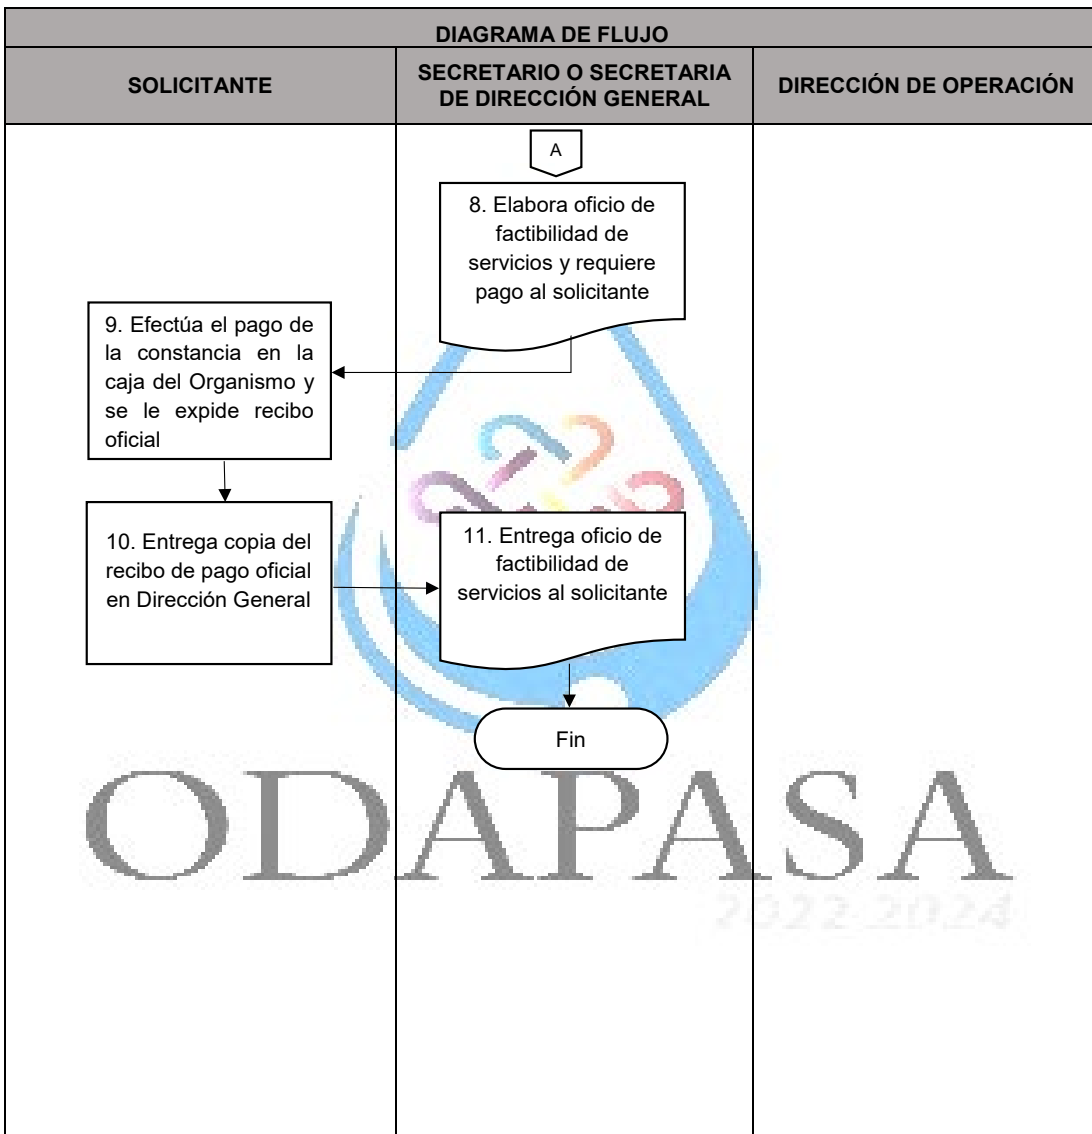 DIAGRAMA DE FLUJO
SOLICITANTE
SECRETARIO O SECRETARIA
DE DIRECCIÓN GENERAL
DIRECCIÓN DE OPERACIÓN
A
8. Elabora oficio de
factibilidad de
servicios y requiere
pago al solicitante
9. Efectúa el pago de
la constancia en la
caja del Organismo y
se le expide recibo
oficial
10. Entrega copia del
recibo de pago oficial
en Dirección General
11. Entrega oficio de
factibilidad de
servicios al solicitante
Fin
ODAPASA
2022-2024